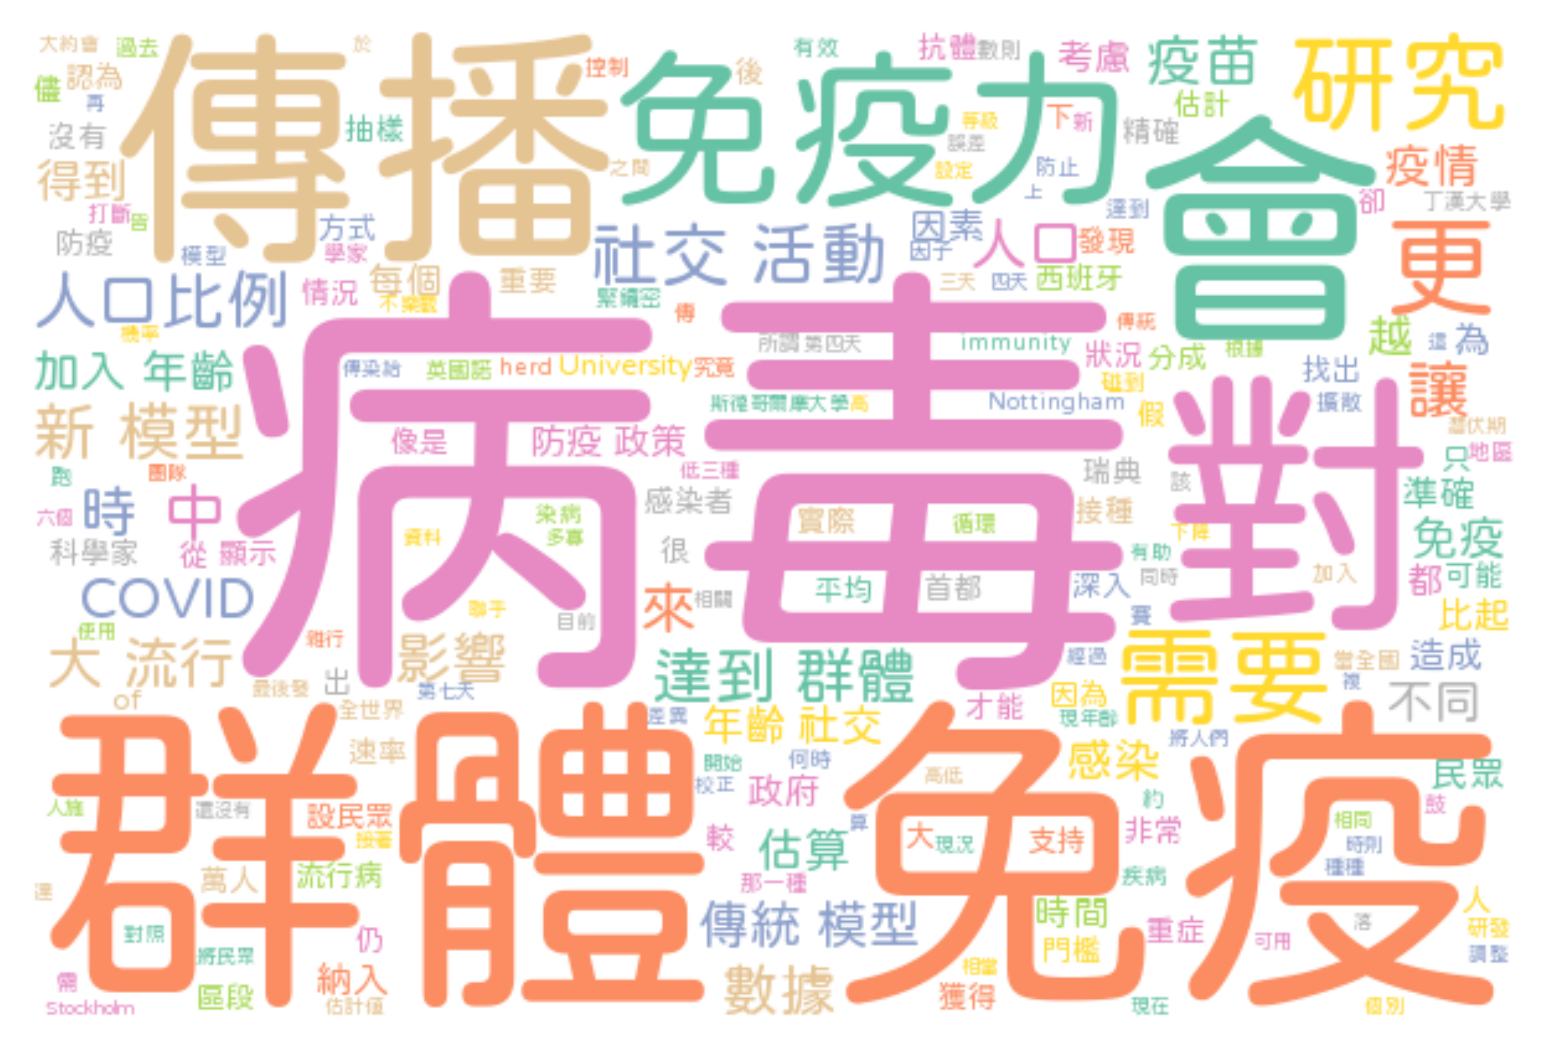 大約會 過去 於 有效 抗體 數則 考慮 疫苗 研究
儘 認為 傳播 控制 免疫力 後 估計
再 抽樣 等級 下 新 精確 會 疫情
沒有 之間 誤差 設定 防止
得到 上 卻 丁漢大學
打斷 皆 方式 達到
防疫 模型 學家 社交 活動 因素 因子 人口 發現 更
人口比例 情況 每個 重要 三天 四天 西班牙
機率 緊繃密 傳 傳統 越 這 為
加入 年齡 所謂 第四天 immunity 狀況 分成 根據
傳染給 英國諾 herd University 究竟 碰到 找出 讓
新 模型 病毒 斯德哥爾摩大學 高 Nottingham 假 擴散
像是 防疫 政策 對 潛伏期
跑 團隊 低三種 瑞典 該 只 地區
六個 時 中 感染者 接種 準確
資料 染病 多寡 實際 循環 下降
科學家 從 顯示 很 有助 同時 加入 免疫
COVID 平均 首都 深入 都 可能
使用 聯手 目前 來 相關 賽 比起
大 流行 影響 達到 群體 經過 需要 當全國 造成
最後發 出 第七天 因為 複 不同
of 全世界 差異 年齡 社交 才能 現年齡 將人們
群體 免疫 速率 開始 何時 感染 民眾
校正 政府 高低 約 鼓
人施 還沒有 設民眾 算 非常 相同
接著 較 估算 大 現況 支持 時則
萬人 流行病 那一種 疾病 種種
達 傳統 模型 時間 人
對照 仍 門檻 重症 可用 落 研發
將民眾 相當 調整
需 納入 數據 獲得
Stockholm 區段 估計值 現在 個別